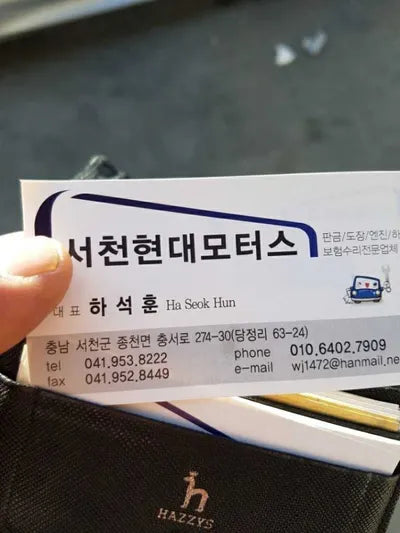 서천현대모터스
판금/도장/엔진/하
보험수리전문업체
대표 하석훈 Ha Seok Hun
충남 서천군 종천면 충서로 274-30(당정리 63-24)
tel 041.953.8222 phone 010.6402.7909
fax 041.952.8449 e-mail wj1472@hanmail.ne
h
HAZZYS